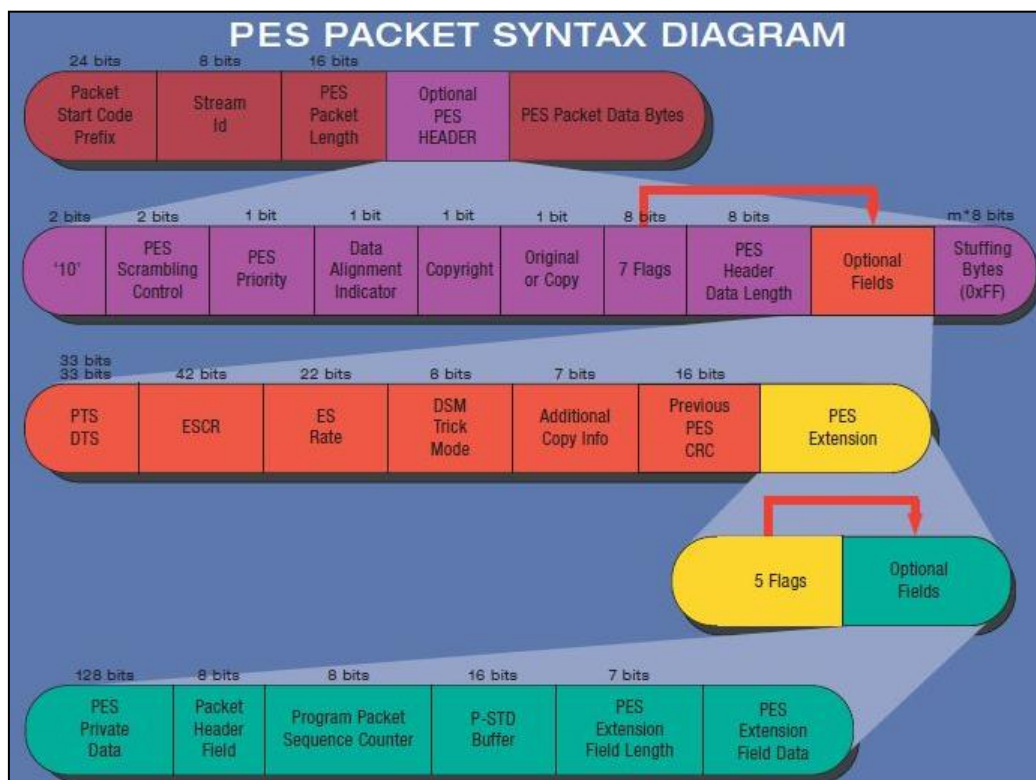 PES PACKET SYNTAX DIAGRAM
24 bits
8 bits
16 bits
Packet
Start Code
Prefix
Stream
Id
PES
Packet
Length
Optional
PES
HEADER
PES Packet Data Bytes
2 bits
2 bits
1 bit
1 bit
1 bit
1 bit
8 bits
8 bits
m*8 bits
‘10’
PES
Scrambling
Control
PES
Priority
Data
Alignment
Indicator
Copyright
Original
or Copy
7 Flags
PES
Header
Data Length
Optional
Fields
Stuffing
Bytes
(0xFF)
33 bits
33 bits
42 bits
22 bits
8 bits
7 bits
16 bits
PTS
DTS
ESCR
ES
Rate
DSM
Trick
Mode
Additional
Copy Info
Previous
PES
CRC
PES
Extension
5 Flags
Optional
Fields
128 bits
8 bits
8 bits
16 bits
7 bits
PES
Private
Data
Packet
Header
Field
Program Packet
Sequence Counter
P-STD
Buffer
PES
Extension
Field Length
PES
Extension
Field Data